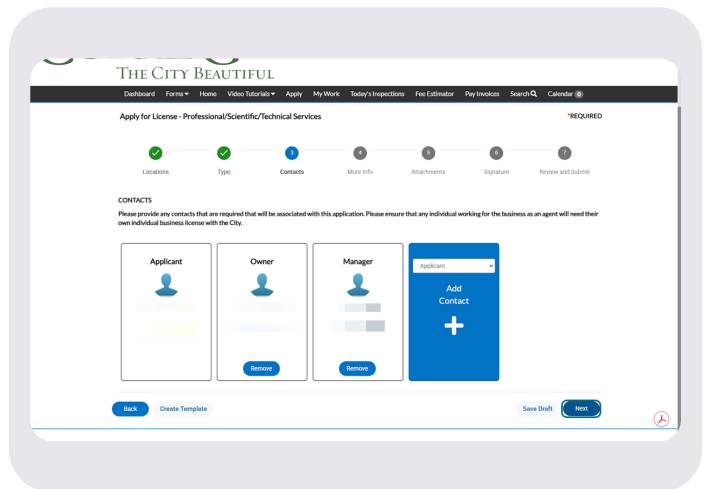 THE CITY BEAUTIFUL
Dashboard Forms Home Video Tutorials Apply My Work Today's Inspections Fee Estimator Pay Invoices Search Calendar 0
Apply for License - Professional/Scientific/Technical Services *REQUIRED
3 4 5 6 7
Locations Type Contacts More Info Attachments Signature Review and Submit
CONTACTS
Please provide any contacts that are required that will be associated with this application. Please ensure that any individual working for the business as an agent will need their
own individual business license with the City.
Applicant Owner Manager
Applicant
Add
Contact
Remove Remove
Back Create Template Save Draft Next